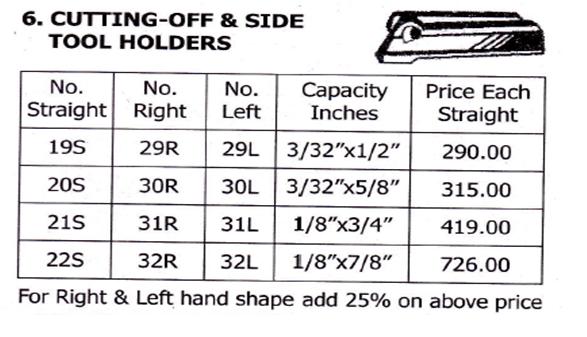 6. CUTTING-OFF & SIDE
TOOL HOLDERS
No. Straight | No. Right | No. Left | Capacity Inches | Price Each Straight
19S | 29R | 29L | 3/32"x1/2" | 290.00
20S | 30R | 30L | 3/32"x5/8" | 315.00
21S | 31R | 31L | 1/8"x3/4" | 419.00
22S | 32R | 32L | 1/8"x7/8" | 726.00
For Right & Left hand shape add 25% on above price